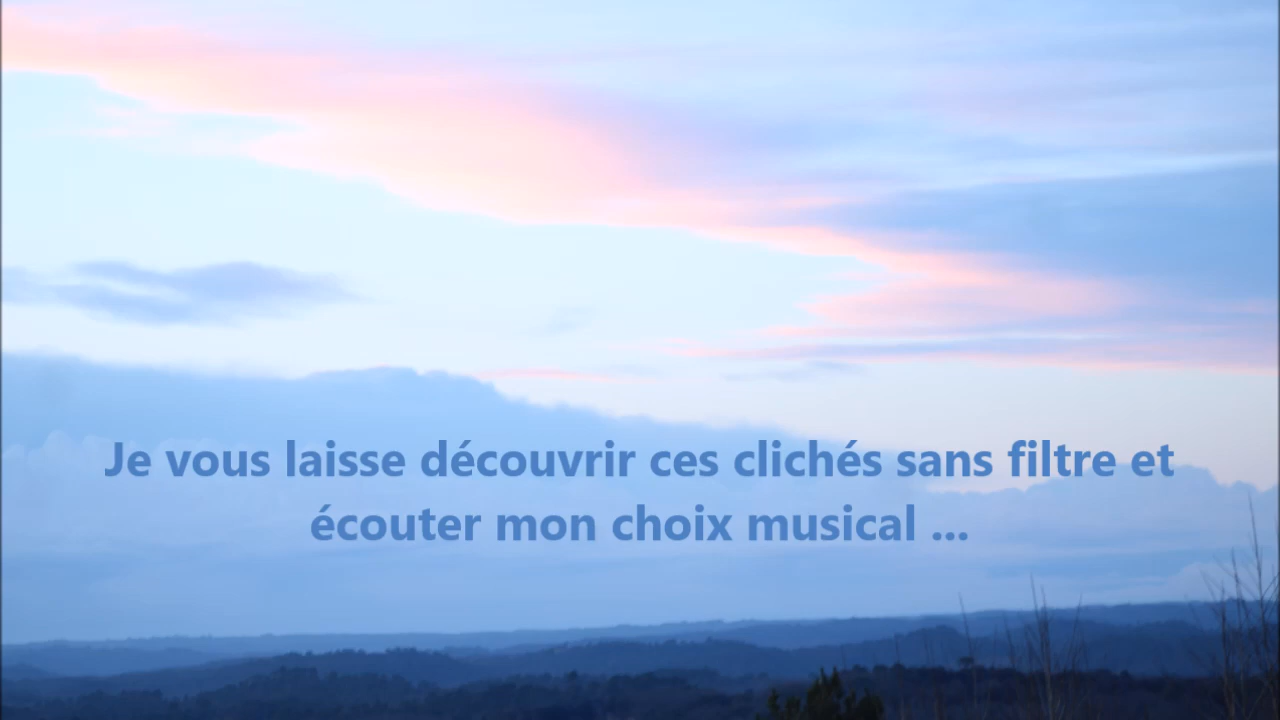 Je vous laisse découvrir ces clichés sans filtre et
écouter mon choix musical ...